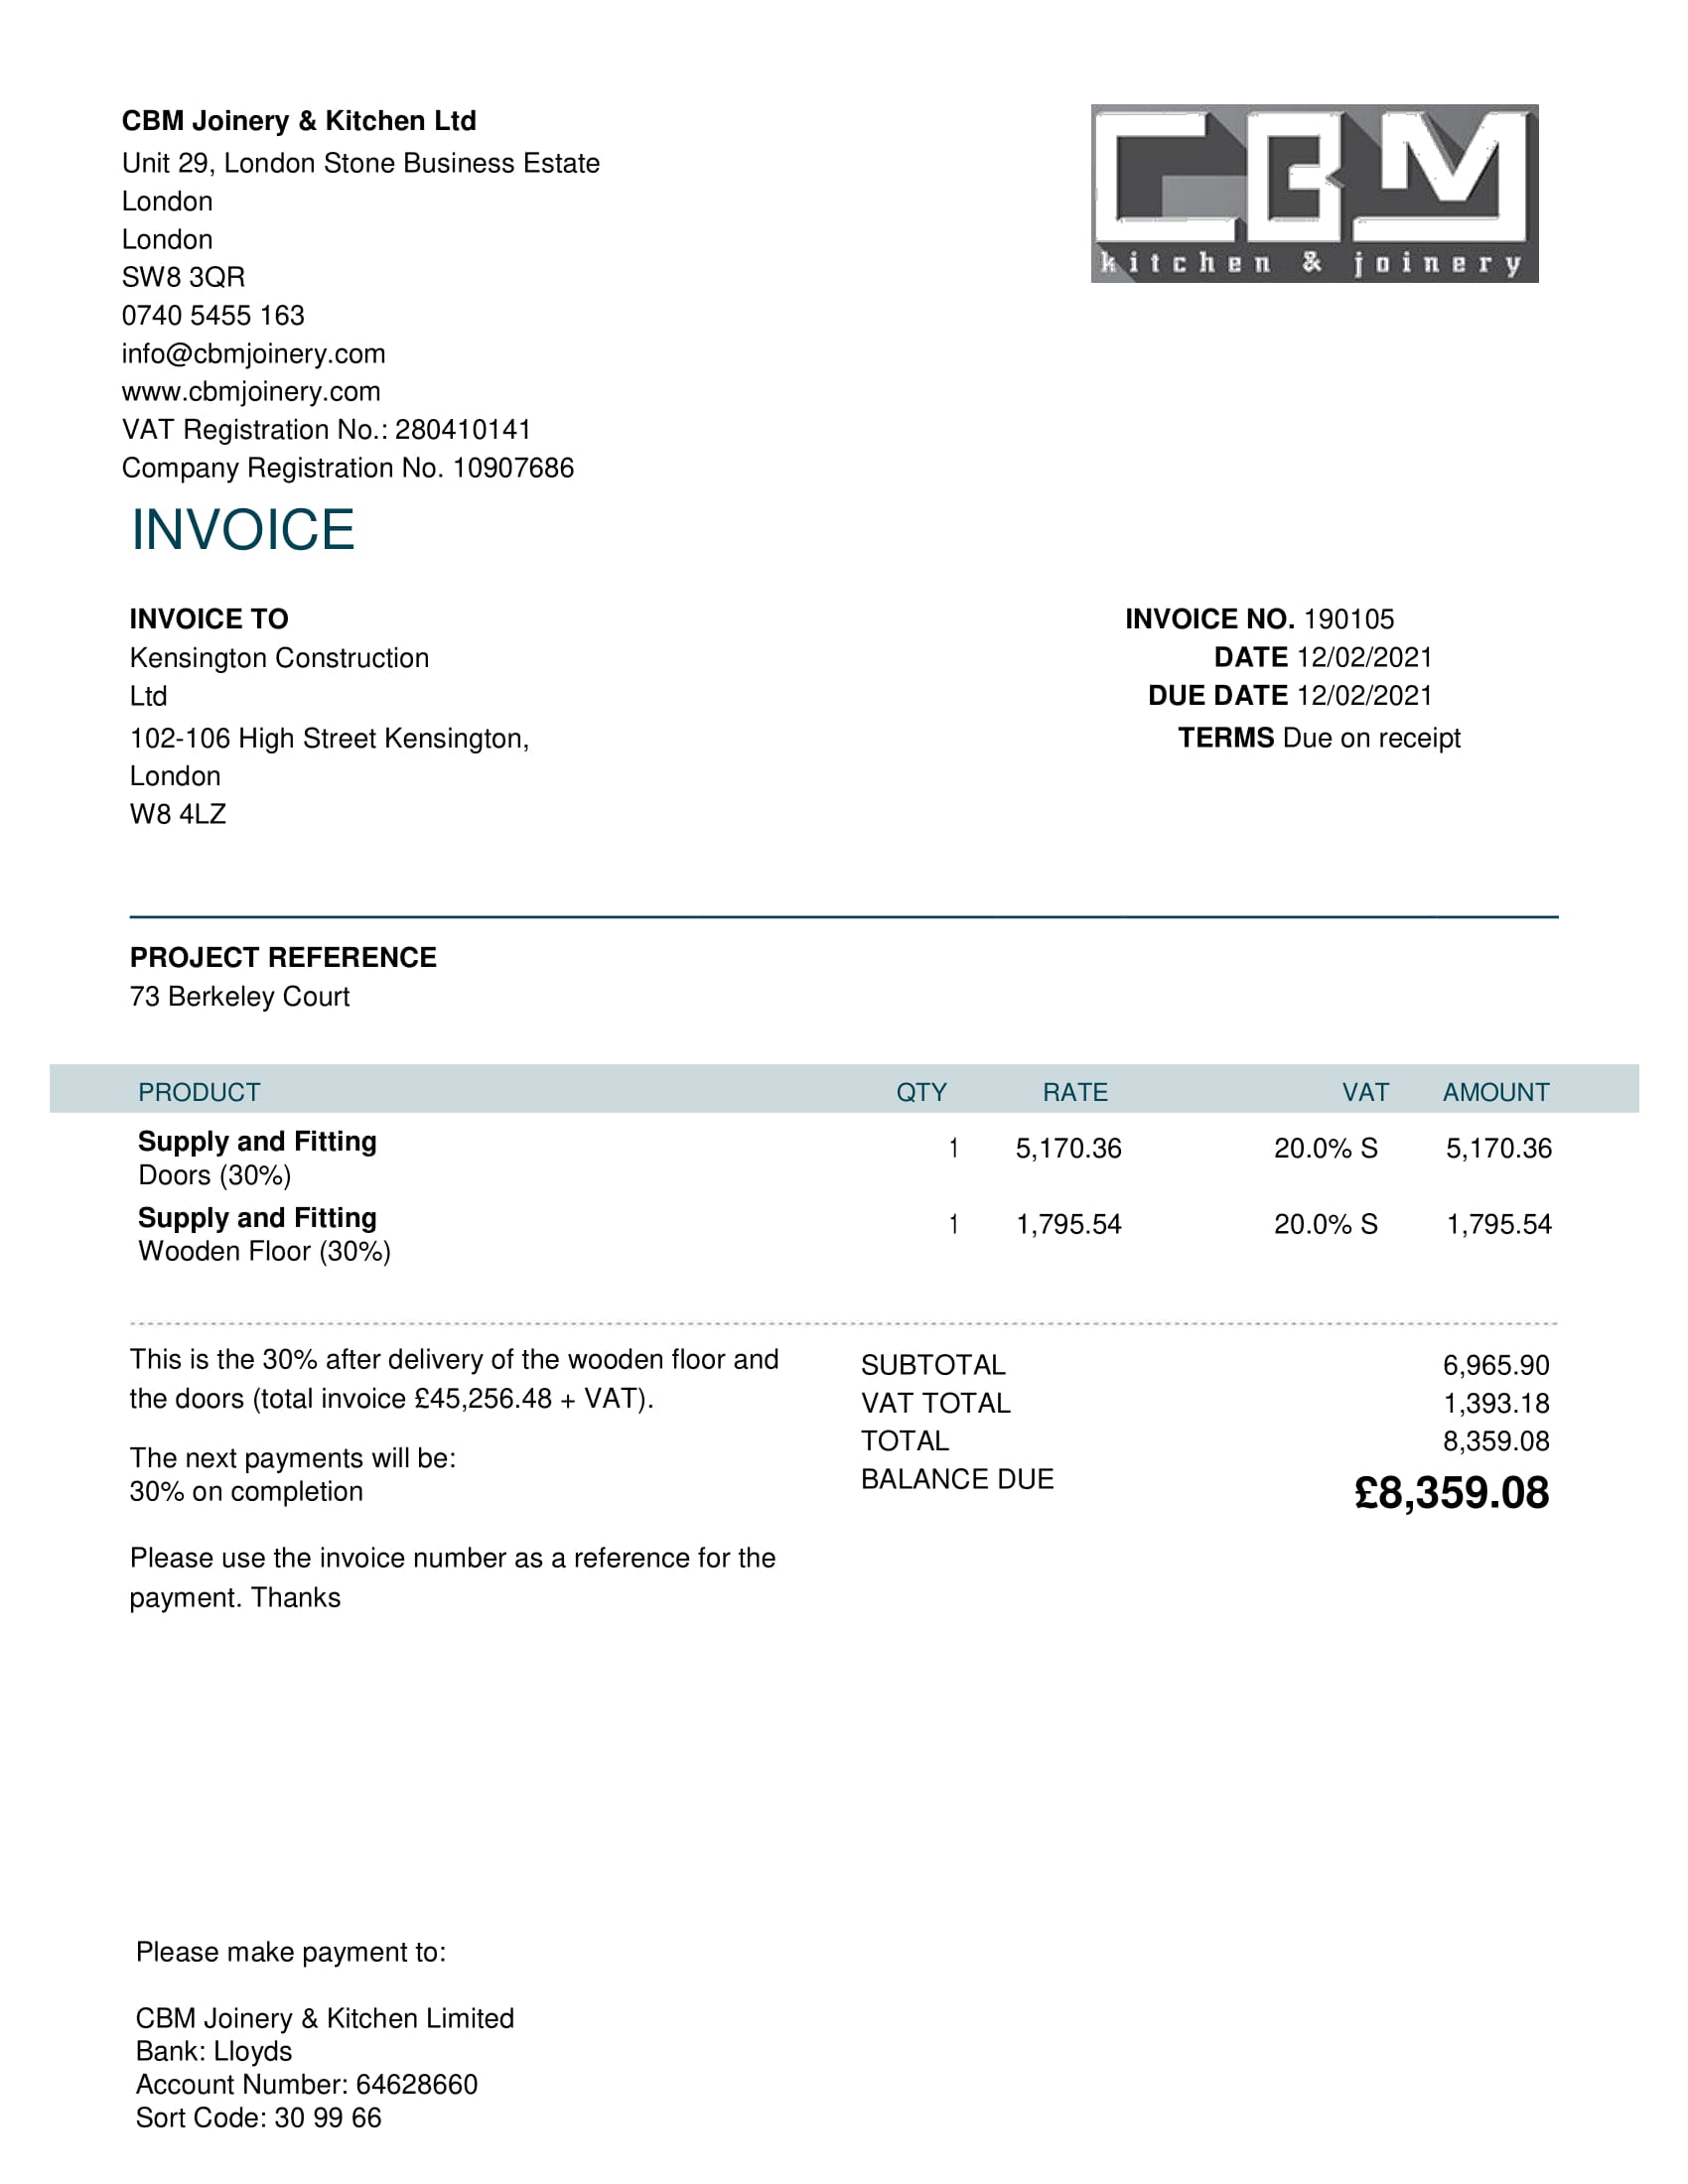 CBM Joinery & Kitchen Ltd
Unit 29, London Stone Business Estate
London
London
SW8 3QR
0740 5455 163
info@cbmjoinery.com
www.cbmjoinery.com
VAT Registration No.: 280410141
Company Registration No. 10907686
CBM
kitchen & joinery
INVOICE
INVOICE TO
Kensington Construction
Ltd
102-106 High Street Kensington,
London
W8 4LZ
INVOICE NO. 190105
DATE 12/02/2021
DUE DATE 12/02/2021
TERMS Due on receipt
PROJECT REFERENCE
73 Berkeley Court
PRODUCT QTY RATE VAT AMOUNT
Supply and Fitting 1 5,170.36 20.0% S 5,170.36
Doors (30%)
Supply and Fitting 1 1,795.54 20.0% S 1,795.54
Wooden Floor (30%)
This is the 30% after delivery of the wooden floor and
the doors (total invoice £45,256.48 + VAT).
The next payments will be:
30% on completion
Please use the invoice number as a reference for the
payment. Thanks
SUBTOTAL 6,965.90
VAT TOTAL 1,393.18
TOTAL 8,359.08
BALANCE DUE £8,359.08
Please make payment to:
CBM Joinery & Kitchen Limited
Bank: Lloyds
Account Number: 64628660
Sort Code: 30 99 66